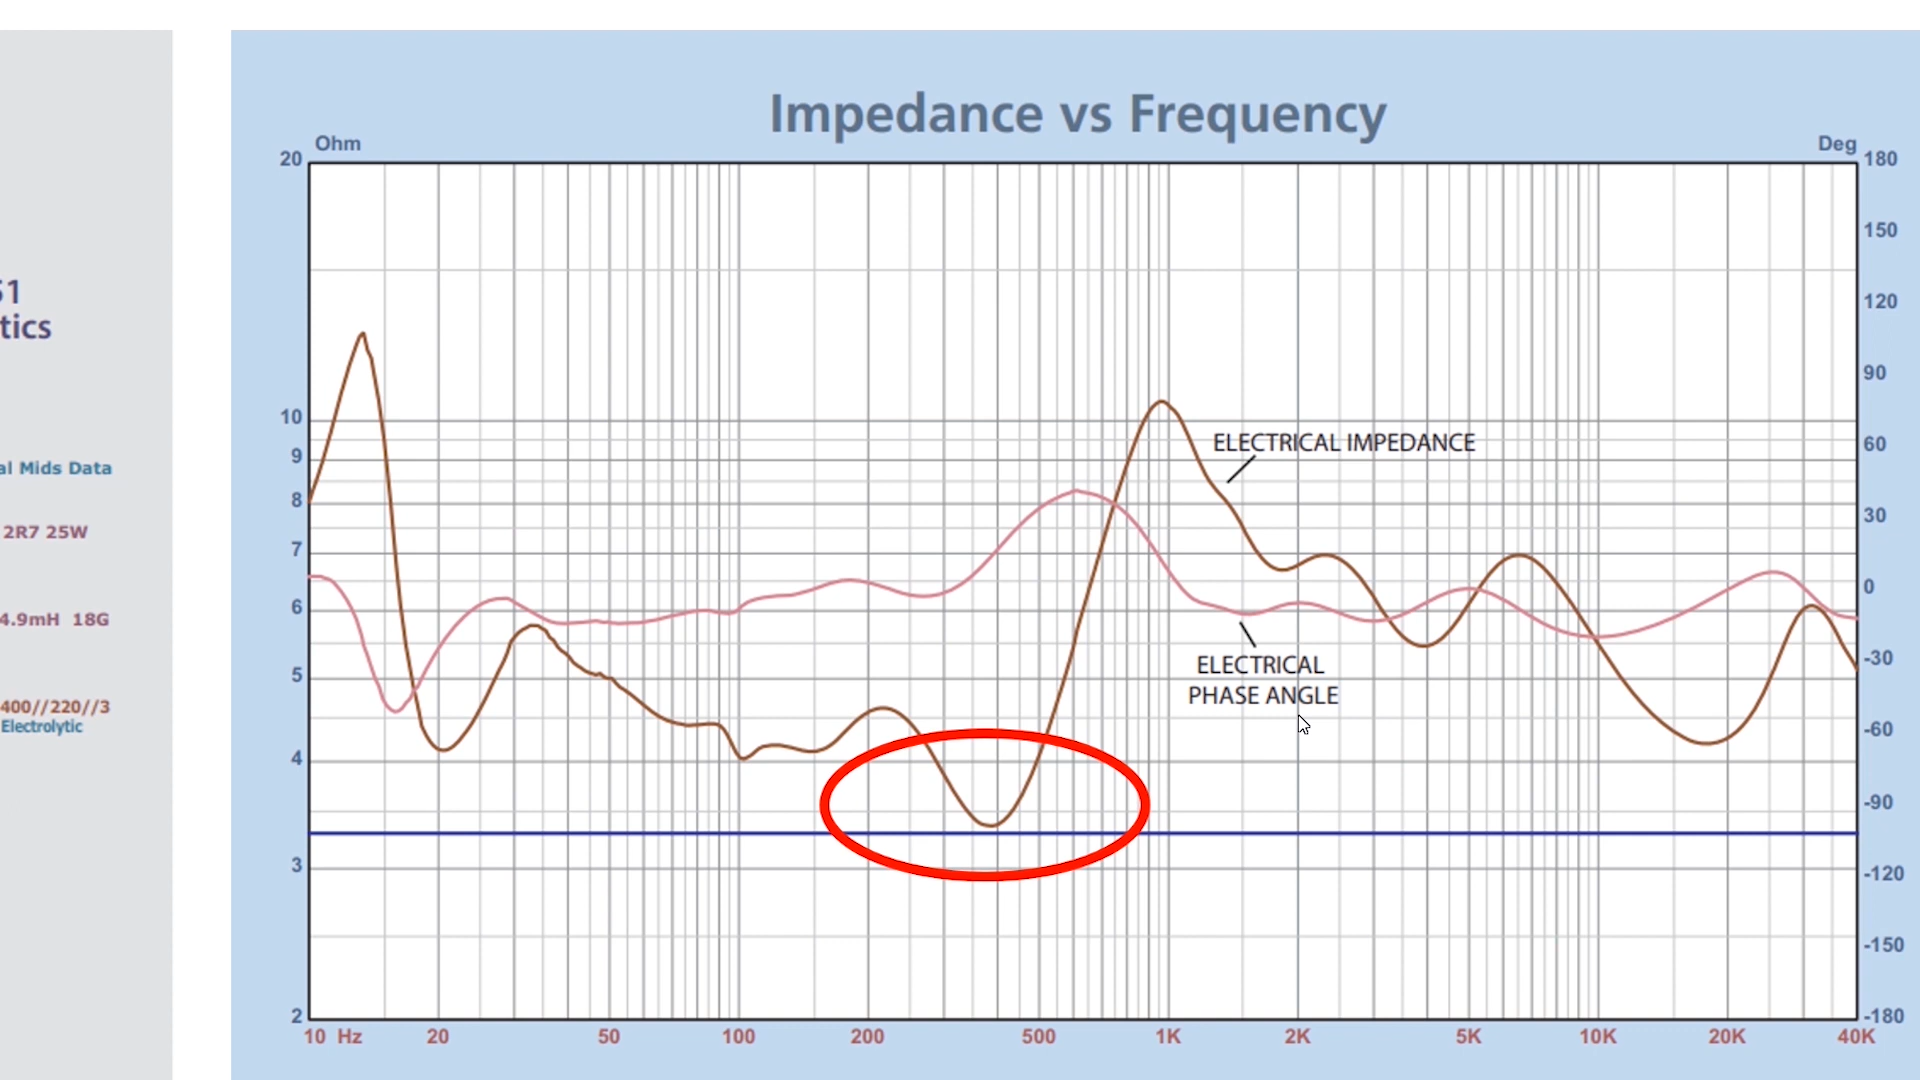 51
tics
al Mids Data
2R7 25W
4.9mH 18G
400//220//3
Electrolytic
Impedance vs Frequency
Ohm
Deg
20
10
9
8
7
6
5
4
3
2
180
150
120
90
60
30
0
-30
-60
-90
-120
-150
-180
ELECTRICAL IMPEDANCE
ELECTRICAL
PHASE ANGLE
10 Hz 20 50 100 200 500 1K 2K 5K 10K 20K 40K